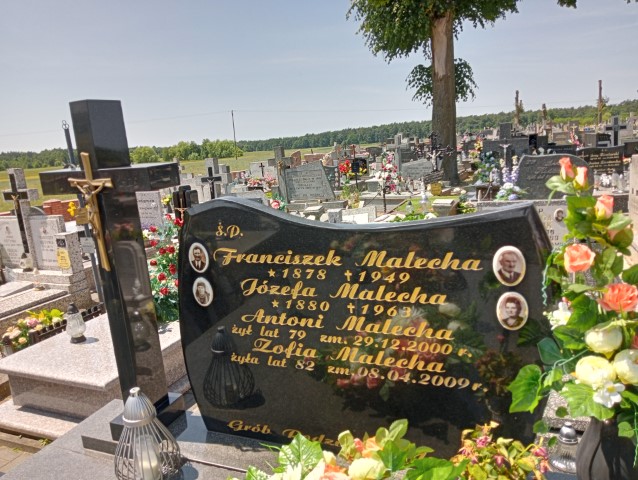 Ś.P.
Franciszek Malecha
* 1878 † 1949
Józefa Malecha
* 1880 † 1963
Antoni Malecha
żył lat 79 zm. 29.12.2000 r.
Zofia Malecha
żyła lat 82 zm. 08.04.2009 r.
Grób